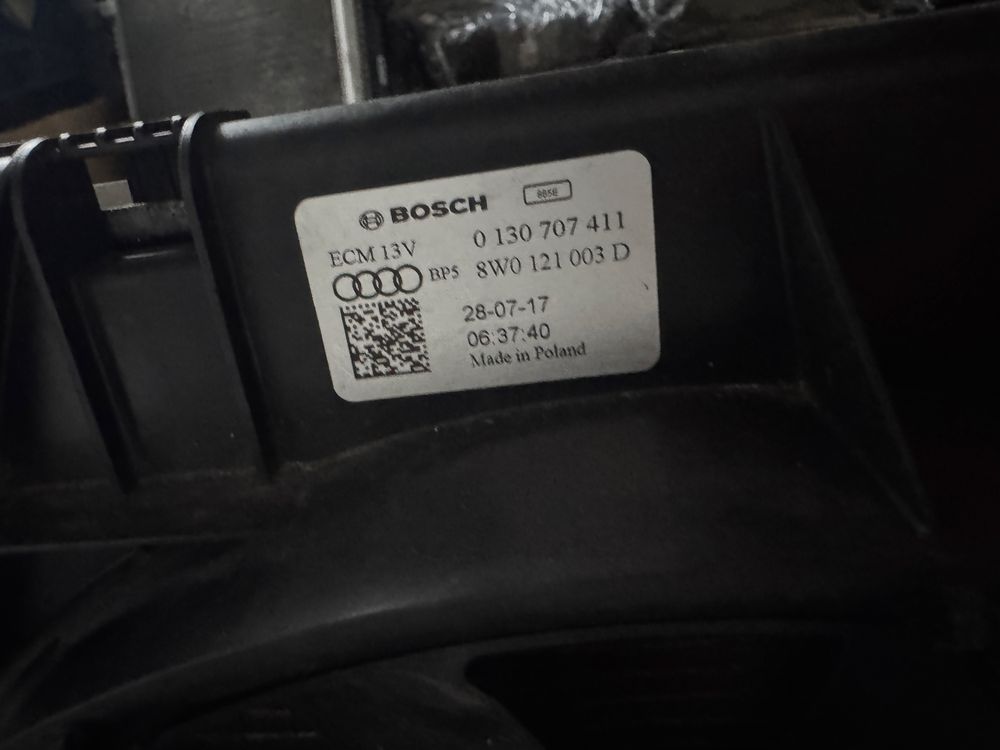 BOSCH
ECM 13V 0 130 707 411
BP5 8W0 121 003 D
28-07-17
06:37:40
Made in Poland